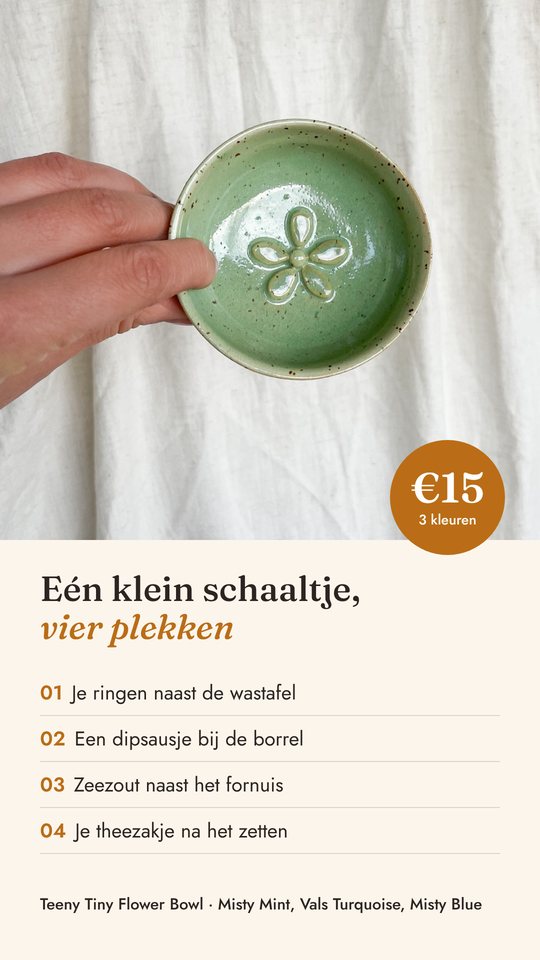 €15
3 kleuren
Eén klein schaaltje,
vier plekken
01 Je ringen naast de wastafel
02 Een dipsausje bij de borrel
03 Zeezout naast het fornuis
04 Je theezakje na het zetten
Teeny Tiny Flower Bowl · Misty Mint, Vals Turquoise, Misty Blue